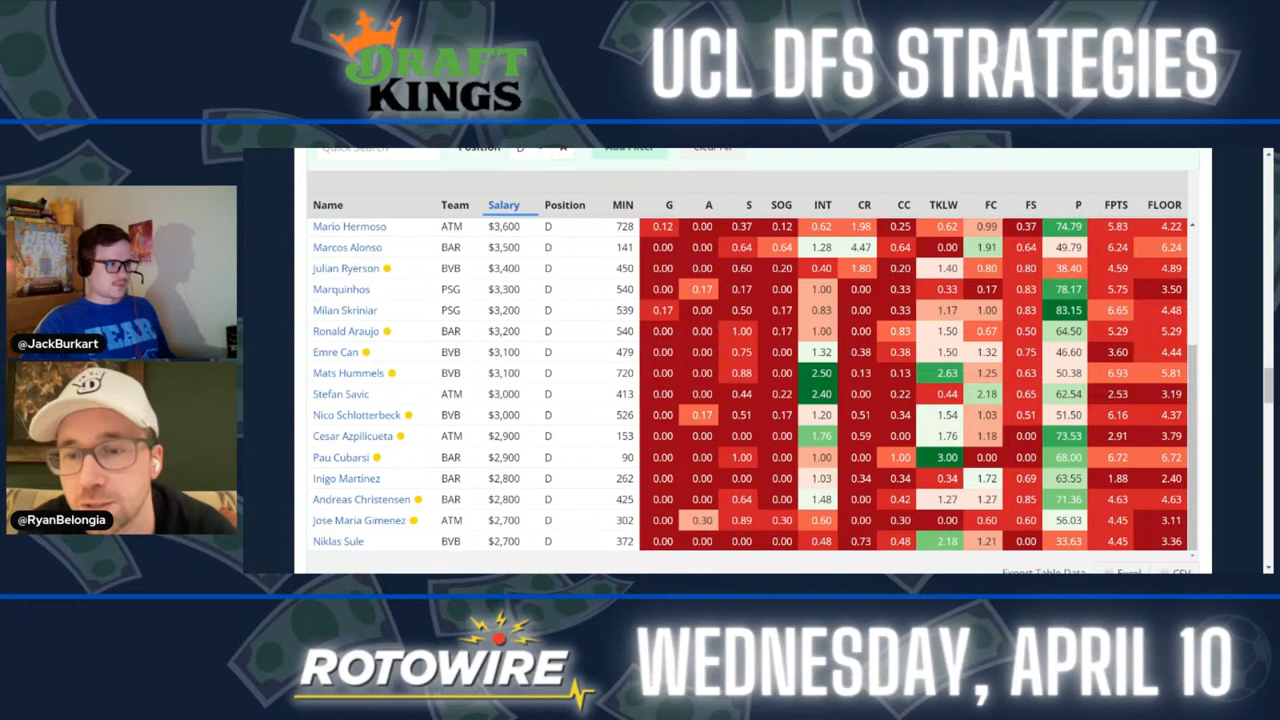 DRAFT
KINGS
UCL DFS STRATEGIES
Quick Search Position D Add Filter Clear All
Name Team Salary Position MIN G A S SOG INT CR CC TKLW FC FS P FPTS FLOOR
Mario Hermoso ATM $3,600 D 728 0.12 0.00 0.37 0.12 0.62 1.98 0.25 0.62 0.99 0.37 74.79 5.83 4.22
Marcos Alonso BAR $3,500 D 141 0.00 0.00 0.64 0.64 1.28 4.47 0.64 0.00 1.91 0.00 49.79 6.24 6.24
Julian Ryerson BVB $3,400 D 450 0.00 0.00 0.60 0.20 0.40 1.80 0.20 1.40 0.80 0.80 38.40 4.59 4.89
Marquinhos PSG $3,300 D 540 0.00 0.17 0.17 0.00 1.00 0.00 0.33 0.33 0.17 0.83 78.17 5.75 3.50
Milan Skriniar PSG $3,200 D 539 0.17 0.00 0.50 0.17 0.83 0.00 0.33 1.17 1.00 0.83 83.15 6.65 4.48
Ronald Araujo BAR $3,200 D 540 0.00 0.00 1.00 0.17 1.00 0.00 0.83 1.50 0.67 0.50 64.50 5.29 5.29
Emre Can BVB $3,100 D 479 0.00 0.00 0.75 0.00 1.32 0.38 0.38 1.50 1.32 0.75 46.60 3.60 4.44
Mats Hummels BVB $3,100 D 720 0.00 0.00 0.88 0.38 2.50 0.13 0.13 2.63 1.25 0.63 50.38 6.93 5.81
Stefan Savic ATM $3,000 D 413 0.00 0.00 0.44 0.22 2.40 0.00 0.00 0.44 2.18 0.65 62.54 2.53 3.19
Nico Schlotterbeck BVB $3,000 D 526 0.00 0.17 0.51 0.17 1.20 0.51 0.34 1.54 1.03 0.17 51.50 6.16 4.37
Cesar Azpilicueta ATM $2,900 D 153 0.00 0.00 0.00 0.00 1.76 0.59 0.00 1.76 1.18 0.00 73.53 2.91 3.79
Pau Cubarsi BAR $2,900 D 90 0.00 0.00 1.00 0.00 1.00 0.00 1.00 3.00 0.00 0.00 68.00 6.72 6.72
Inigo Martinez BAR $2,800 D 262 0.00 0.00 0.00 0.00 1.03 0.34 0.34 0.34 1.72 0.69 63.55 1.88 2.40
Andreas Christensen BAR $2,800 D 425 0.00 0.00 0.64 0.00 1.48 0.00 0.42 1.27 1.27 0.85 71.36 4.63 4.63
Jose Maria Gimenez ATM $2,700 D 302 0.00 0.30 0.89 0.30 0.60 0.00 0.30 0.00 0.60 0.60 56.03 4.45 3.11
Niklas Sule BVB $2,700 D 372 0.00 0.00 0.00 0.00 0.48 0.73 0.48 2.18 1.21 0.00 33.63 4.45 3.36
Export Table Data Excel CSV
@JackBurkart
@RyanBelongia
ROTOWIRE
WEDNESDAY, APRIL 10